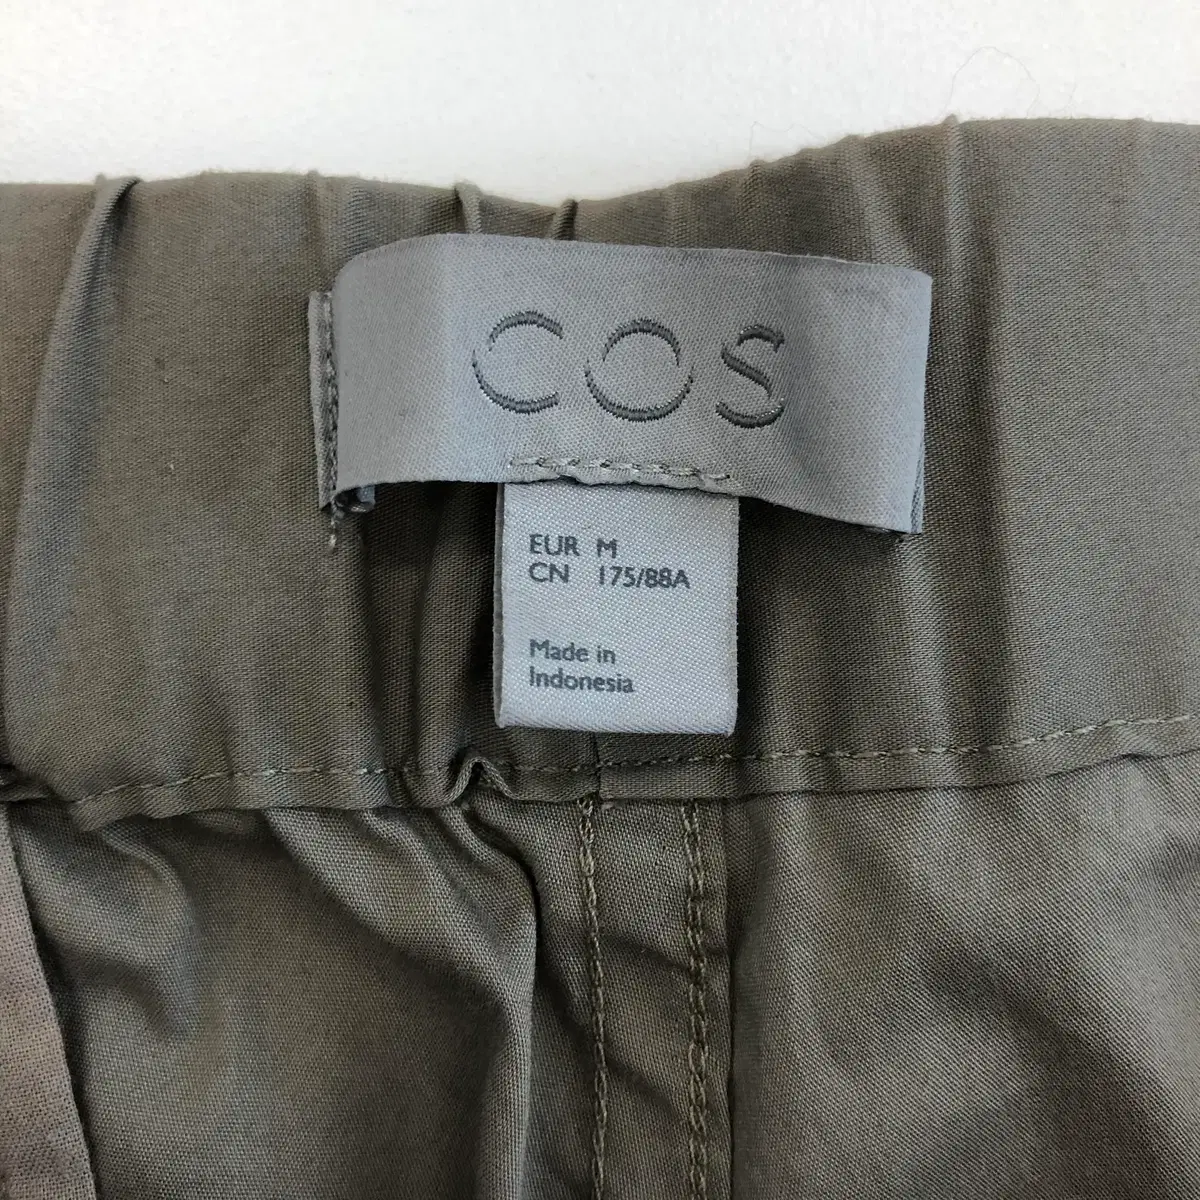 COS
EUR M
CN 175/88A
Made in
Indonesia